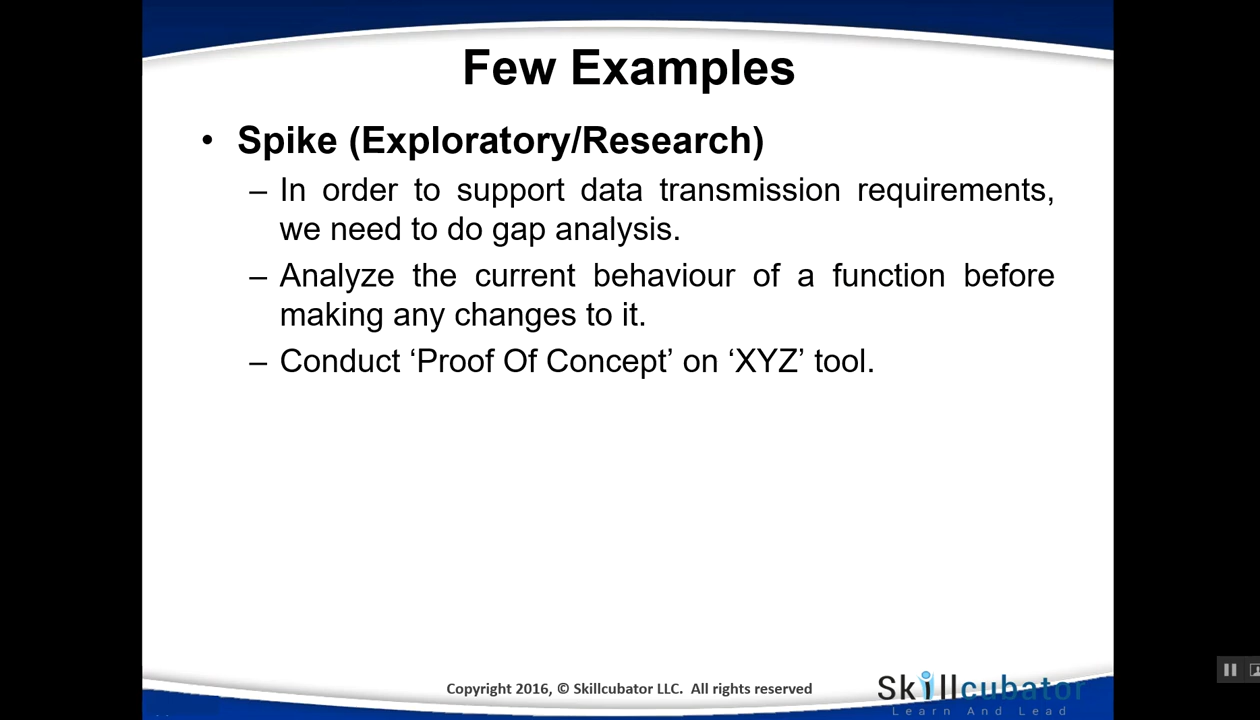 Few Examples
• Spike (Exploratory/Research)
– In order to support data transmission requirements,
we need to do gap analysis.
– Analyze the current behaviour of a function before
making any changes to it.
– Conduct ‘Proof Of Concept’ on ‘XYZ’ tool.
Copyright 2016, © Skillcubator LLC. All rights reserved
Skillcubator
Learn And Lead